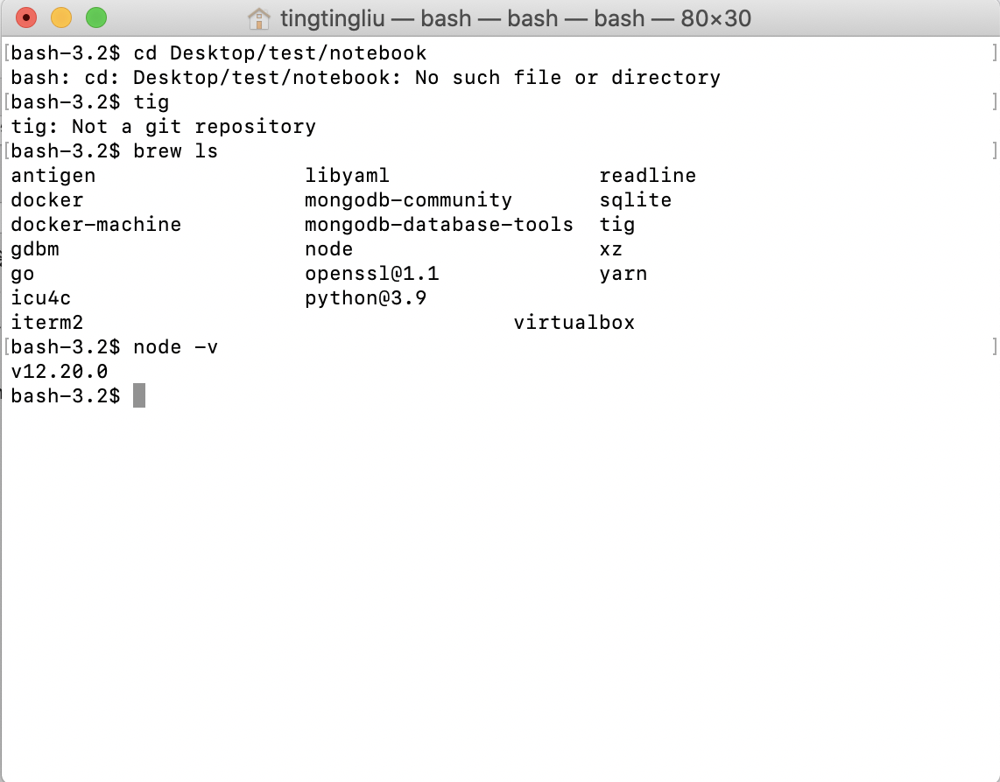 tingtingliu — bash — bash — bash — 80×30
[bash-3.2$ cd Desktop/test/notebook ]
bash: cd: Desktop/test/notebook: No such file or directory
[bash-3.2$ tig ]
tig: Not a git repository
[bash-3.2$ brew ls ]
antigen libyaml readline
docker mongodb-community sqlite
docker-machine mongodb-database-tools tig
gdbm node xz
go openssl@1.1 yarn
icu4c python@3.9
iterm2 virtualbox
[bash-3.2$ node -v ]
v12.20.0
bash-3.2$